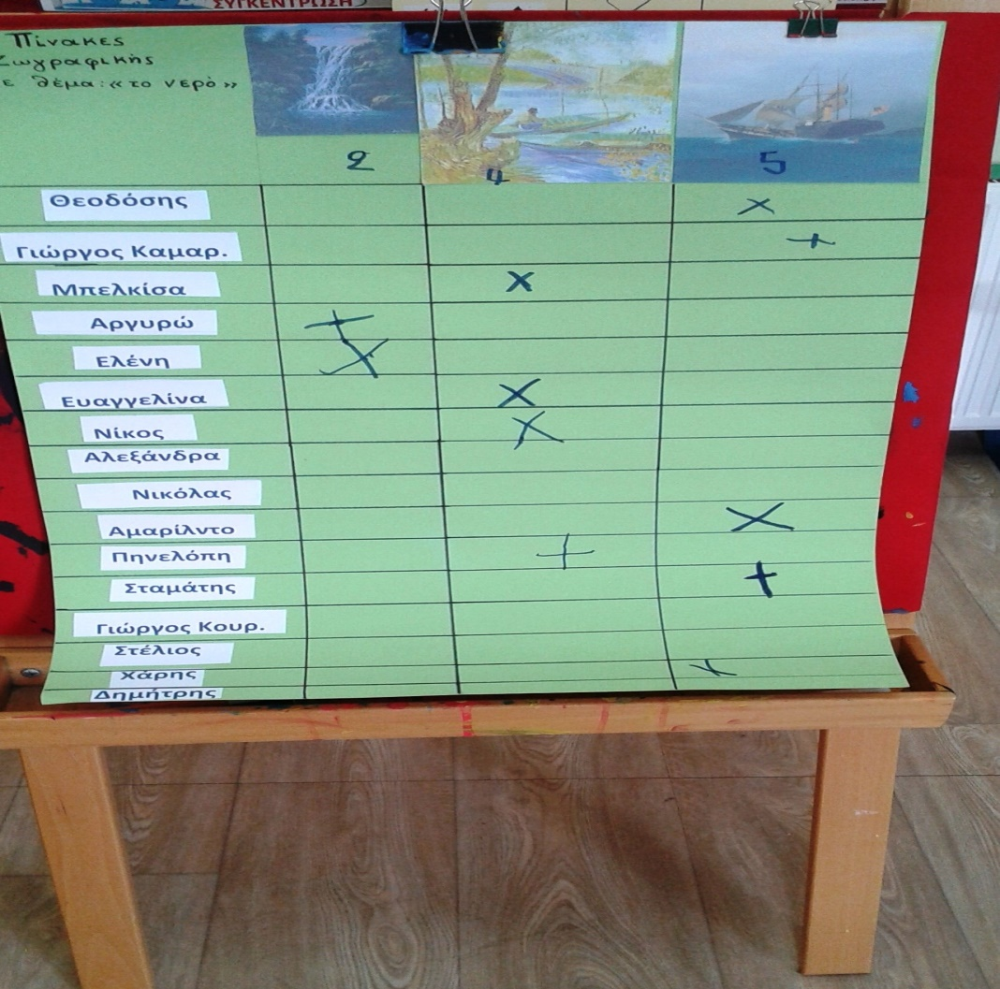 ΣΥΓΚΕΝΤΡΩΣΗ
Πίνακες
ζωγραφικής
ε θέμα: «το νερό»
2 4 5
Θεοδόσης x
Γιώργος Καμαρ. +
Μπελκίσα x
Αργυρώ +
Ελένη x
Ευαγγελίνα x
Νίκος x
Αλεξάνδρα
Νικόλας
Αμαρίλντο x
Πηνελόπη +
Σταμάτης +
Γιώργος Κουρ.
Στέλιος
Χάρης x
Δημήτρης